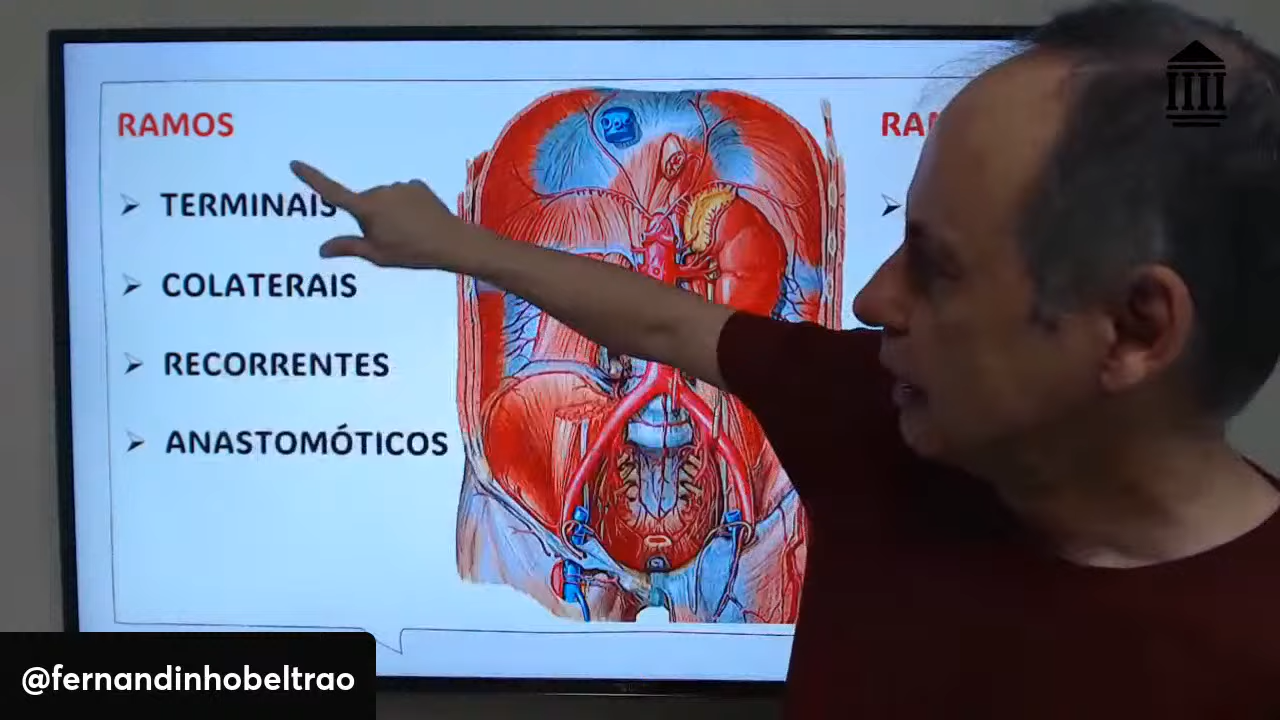 RAMOS
TERMINAIS
COLATERAIS
RECORRENTES
ANASTOMÓTICOS
@fernandinhobeltrao